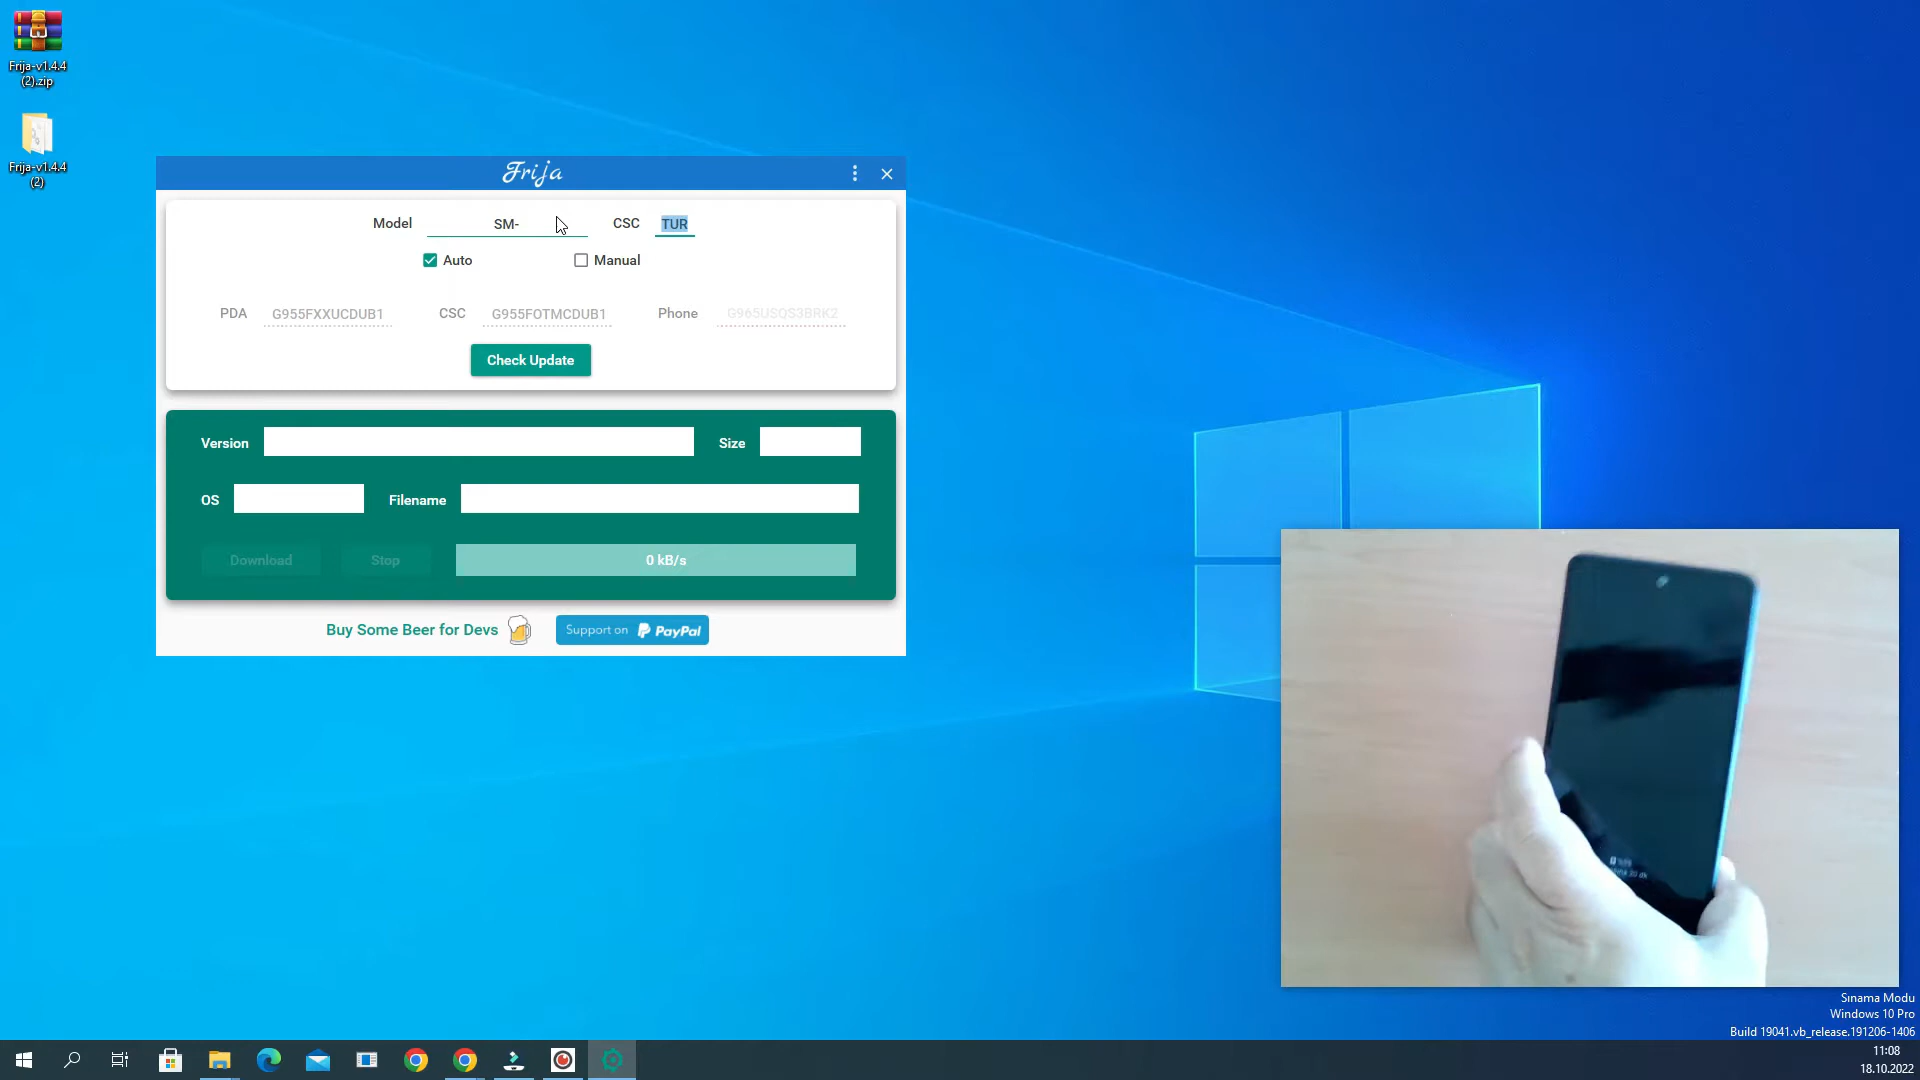 Frija-v1.4.4
(2).zip
Frija-v1.4.4
(2)
Frija
Model SM- CSC TUR
Auto Manual
PDA G955FXXUCDUB1 CSC G955FOTMCDUB1 Phone G965USQS3BRK2
Check Update
Version Size
OS Filename
Download Stop 0 kB/s
Buy Some Beer for Devs Support on PayPal
Sınama Modu
Windows 10 Pro
Build 19041.vb_release.191206-1406
11:08
18.10.2022